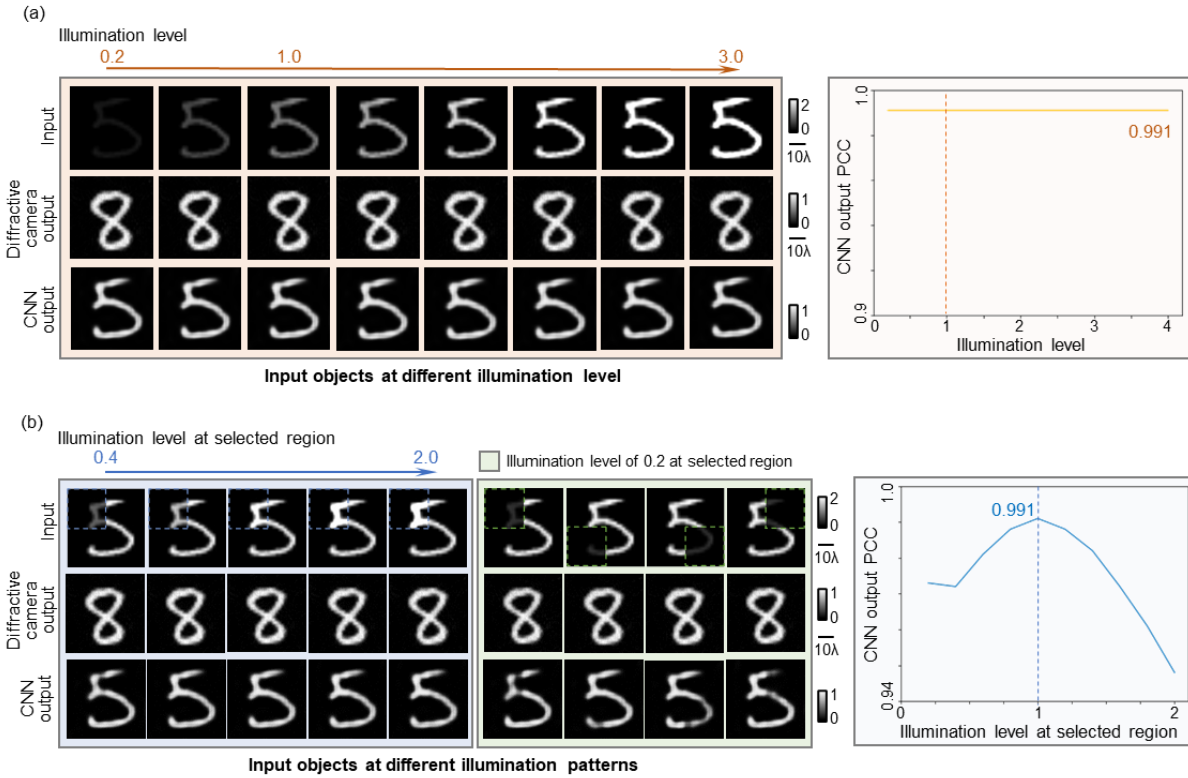 (a)
Illumination level
0.2 1.0 3.0
Input
Diffractive
camera
output
CNN
output
2
0
10λ
1
0
10λ
1
0
Input objects at different illumination level
1.0
0.9
CNN output PCC
0.991
0 1 2 3 4
Illumination level
(b)
Illumination level at selected region
0.4 2.0
Illumination level of 0.2 at selected region
Input
Diffractive
camera
output
CNN
output
2
0
10λ
1
0
10λ
1
0
Input objects at different illumination patterns
1.0
0.94
CNN output PCC
0.991
0 1 2
Illumination level at selected region